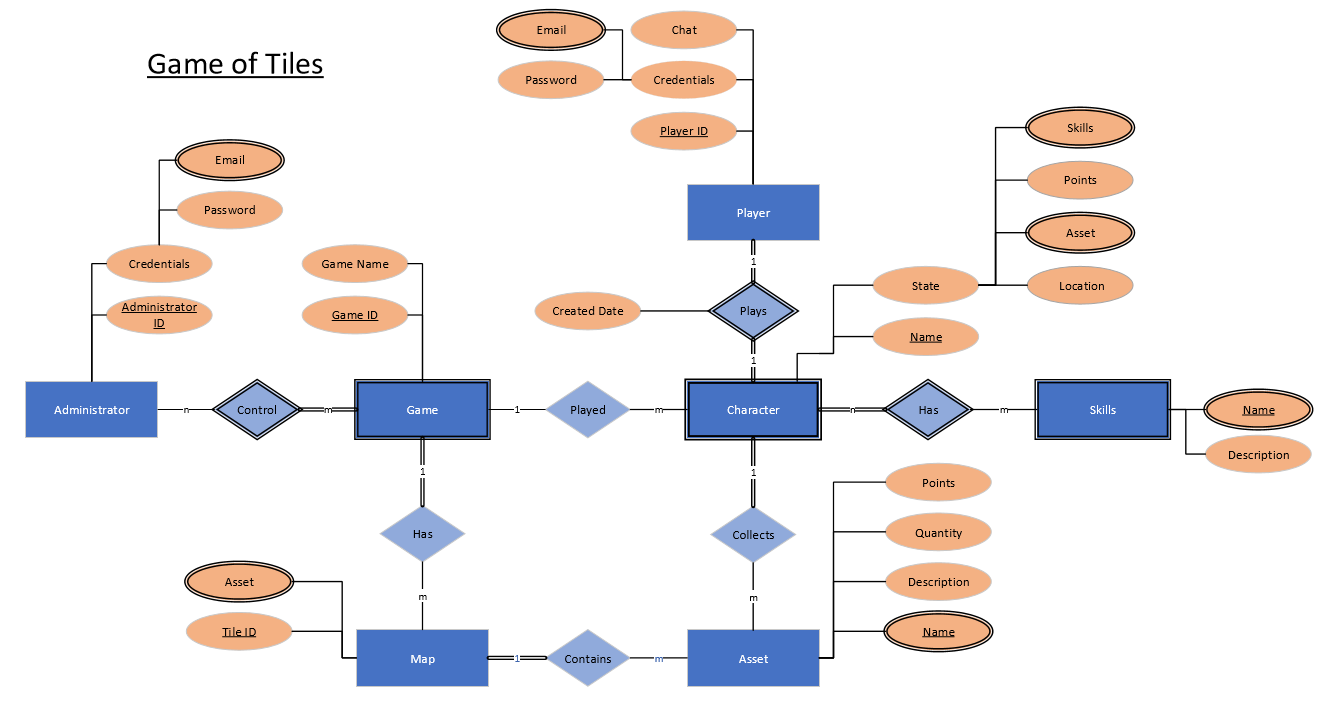 Game of Tiles
Email
Chat
Password
Credentials
Player ID
Player
1
Plays
1
Created Date
Email
Password
Credentials
Administrator
ID
Game Name
Game ID
Skills
Points
Asset
Location
State
Name
Administrator
n
Control
m
Game
1
Played
m
Character
n
Has
m
Skills
Name
Description
1
Has
m
1
Collects
m
Points
Quantity
Description
Name
Asset
Tile ID
Map
1
Contains
m
Asset